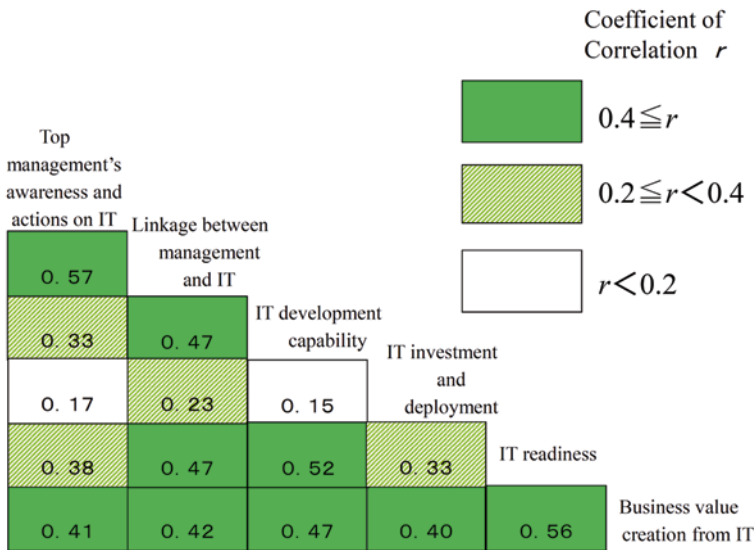 Coefficient of
Correlation r
0.4≦r
0.2≦r<0.4
r<0.2
Top
management's
awareness and
actions on IT
Linkage between
management
and IT
IT development
capability
IT investment
and
deployment
IT readiness
Business value
creation from IT
0.57
0.33 0.47
0.17 0.23 0.15
0.38 0.47 0.52 0.33
0.41 0.42 0.47 0.40 0.56